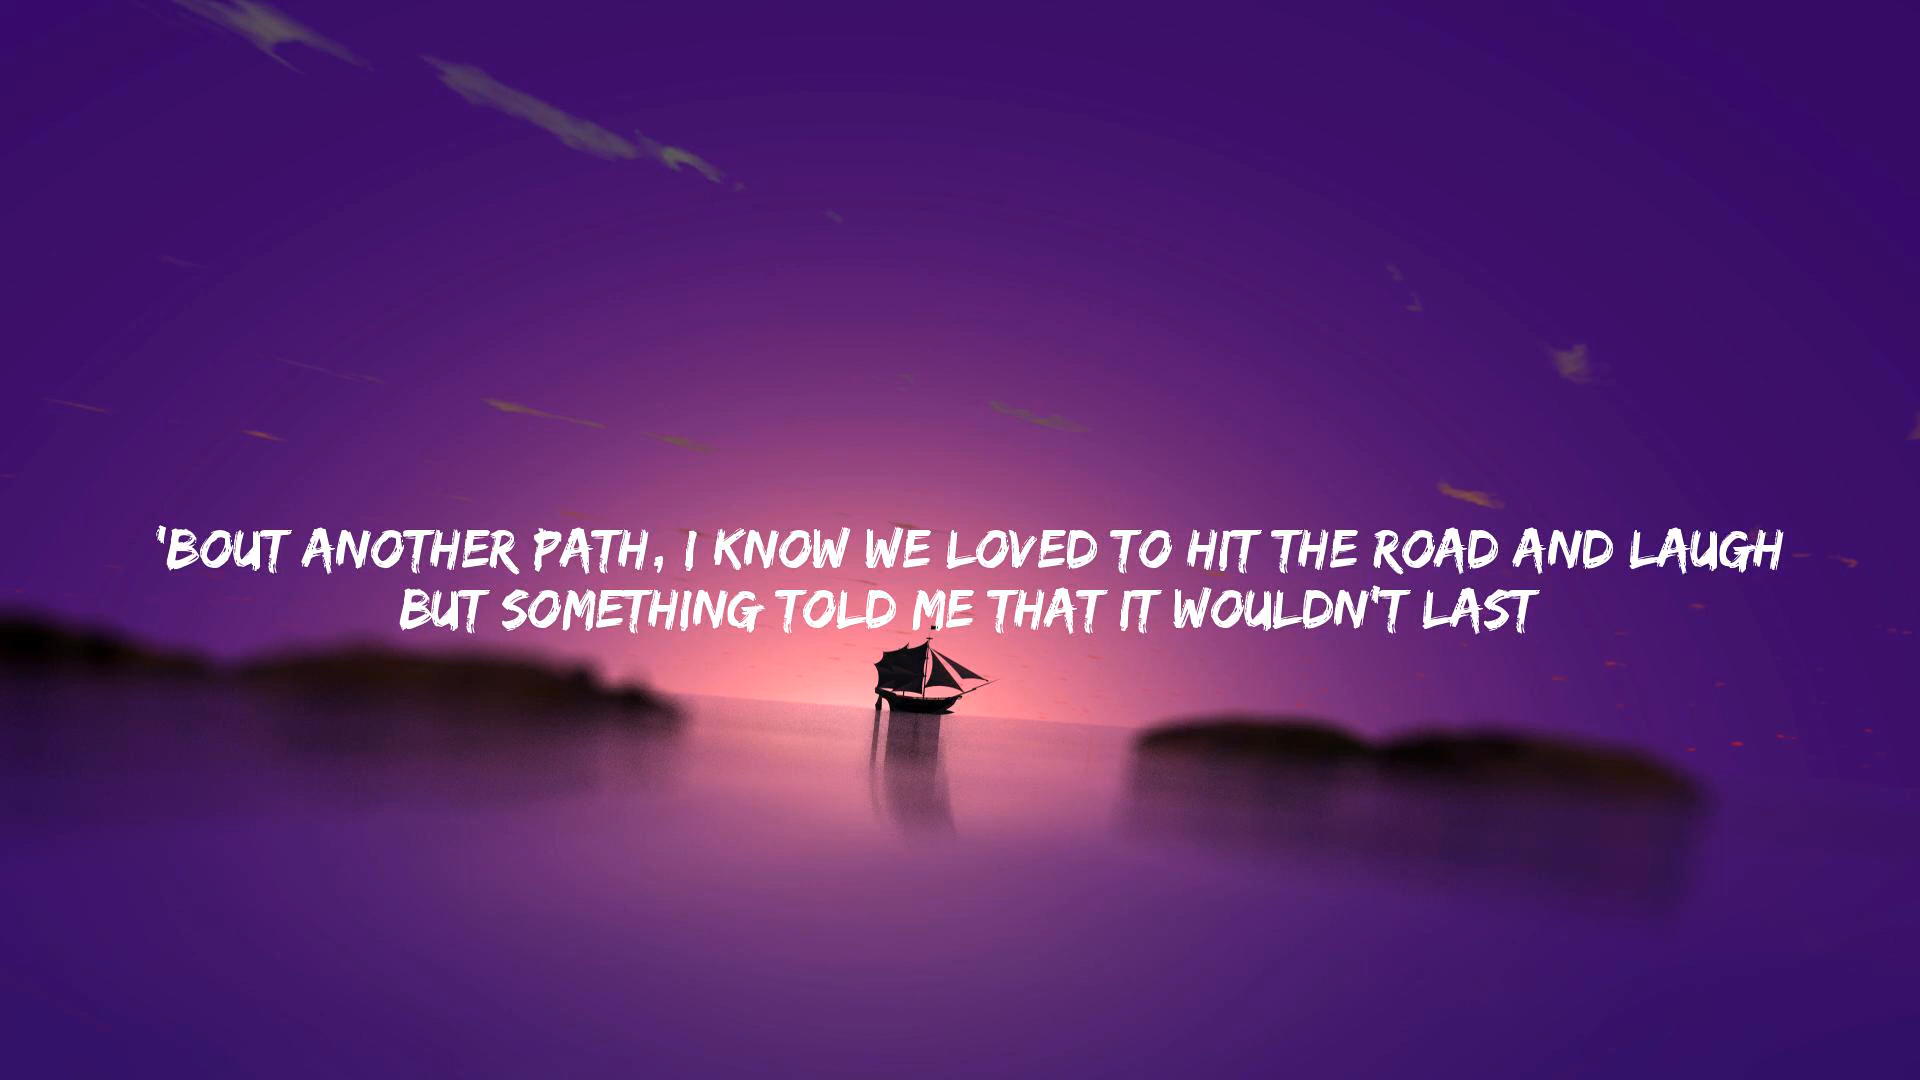 'BOUT ANOTHER PATH, I KNOW WE LOVED TO HIT THE ROAD AND LAUGH
BUT SOMETHING TOLD ME THAT IT WOULDN'T LAST